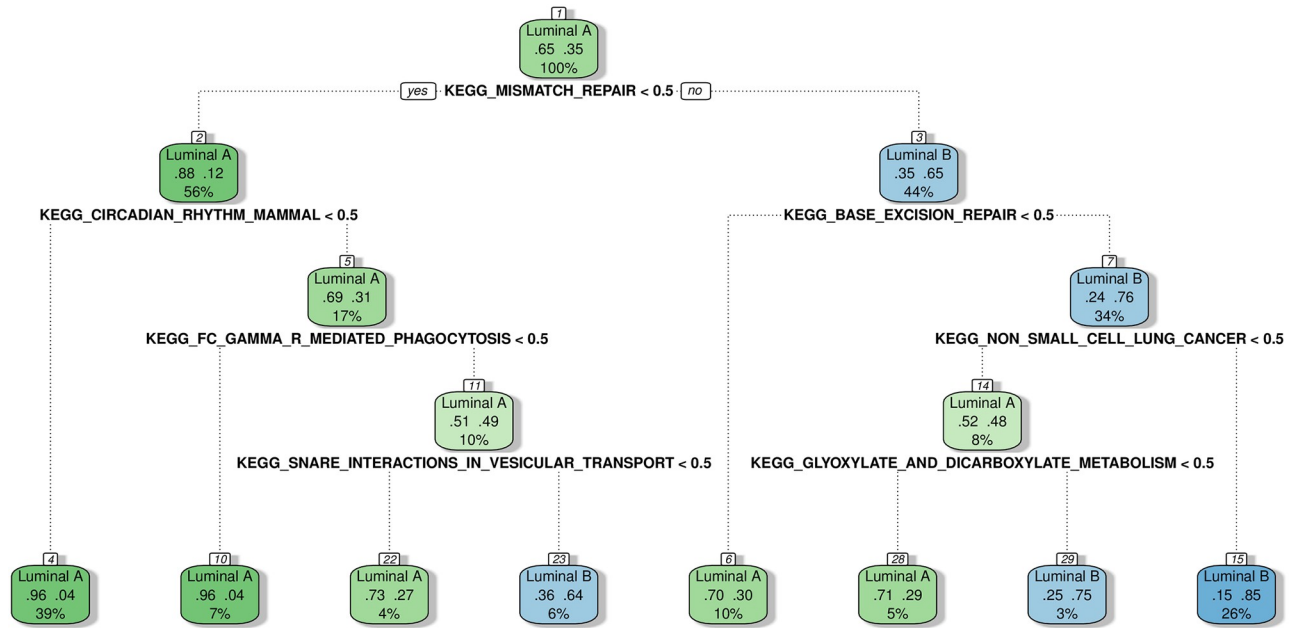 1
Luminal A
.65 .35
100%
yes KEGG_MISMATCH_REPAIR < 0.5 no
2
Luminal A
.88 .12
56%
3
Luminal B
.35 .65
44%
KEGG_CIRCADIAN_RHYTHM_MAMMAL < 0.5
KEGG_BASE_EXCISION_REPAIR < 0.5
5
Luminal A
.69 .31
17%
7
Luminal B
.24 .76
34%
KEGG_FC_GAMMA_R_MEDIATED_PHAGOCYTOSIS < 0.5
KEGG_NON_SMALL_CELL_LUNG_CANCER < 0.5
11
Luminal A
.51 .49
10%
14
Luminal A
.52 .48
8%
KEGG_SNARE_INTERACTIONS_IN_VESICULAR_TRANSPORT < 0.5
KEGG_GLYOXYLATE_AND_DICARBOXYLATE_METABOLISM < 0.5
4
Luminal A
.96 .04
39%
10
Luminal A
.96 .04
7%
22
Luminal A
.73 .27
4%
23
Luminal B
.36 .64
6%
6
Luminal A
.70 .30
10%
28
Luminal A
.71 .29
5%
29
Luminal B
.25 .75
3%
15
Luminal B
.15 .85
26%